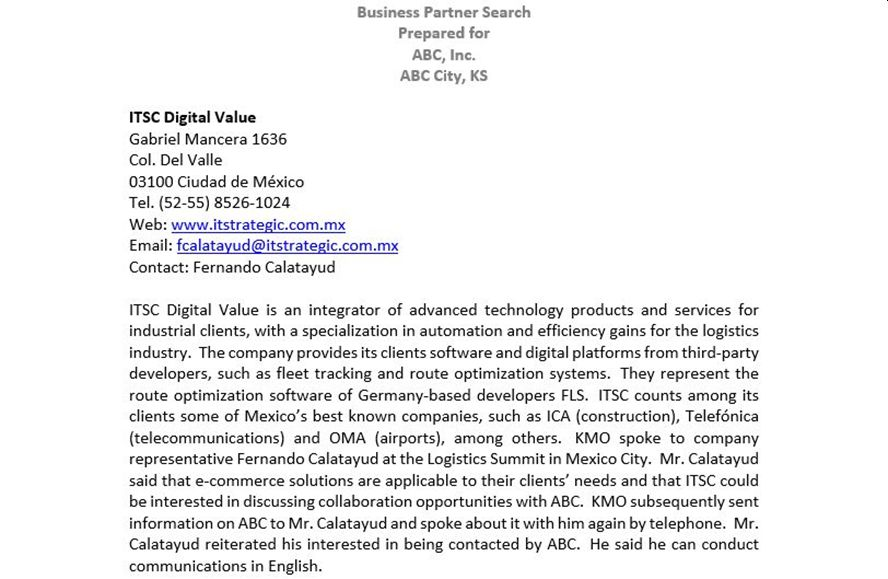 Business Partner Search
Prepared for
ABC, Inc.
ABC City, KS
ITSC Digital Value
Gabriel Mancera 1636
Col. Del Valle
03100 Ciudad de México
Tel. (52-55) 8526-1024
Web: www.itstrategic.com.mx
Email: fcalatayud@itstrategic.com.mx
Contact: Fernando Calatayud
ITSC Digital Value is an integrator of advanced technology products and services for
industrial clients, with a specialization in automation and efficiency gains for the logistics
industry. The company provides its clients software and digital platforms from third-party
developers, such as fleet tracking and route optimization systems. They represent the
route optimization software of Germany-based developers FLS. ITSC counts among its
clients some of Mexico's best known companies, such as ICA (construction), Telefónica
(telecommunications) and OMA (airports), among others. KMO spoke to company
representative Fernando Calatayud at the Logistics Summit in Mexico City. Mr. Calatayud
said that e-commerce solutions are applicable to their clients' needs and that ITSC could
be interested in discussing collaboration opportunities with ABC. KMO subsequently sent
information on ABC to Mr. Calatayud and spoke about it with him again by telephone. Mr.
Calatayud reiterated his interested in being contacted by ABC. He said he can conduct
communications in English.